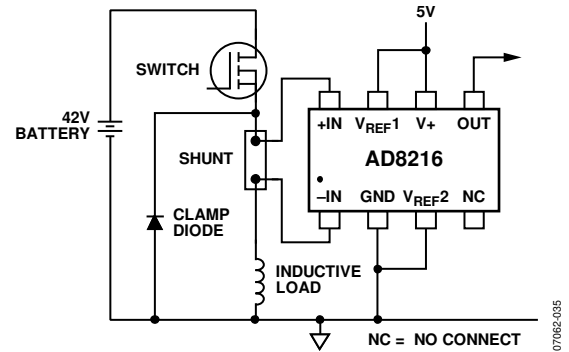 5V
SWITCH
42V
BATTERY
SHUNT
+IN VREF1 V+ OUT
AD8216
–IN GND VREF2 NC
CLAMP
DIODE
INDUCTIVE
LOAD
NC = NO CONNECT
07062-035